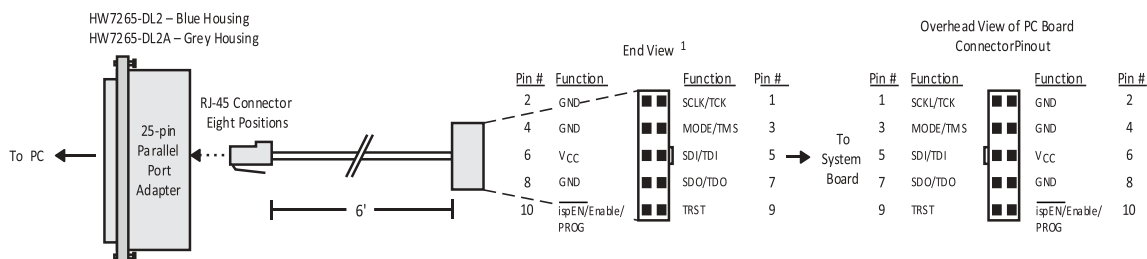 HW7265-DL2 – Blue Housing
HW7265-DL2A – Grey Housing
To PC
25-pin
Parallel
Port
Adapter
RJ-45 Connector
Eight Positions
6'
End View 1
Pin # Function Function Pin #
2 GND SCLK/TCK 1
4 GND MODE/TMS 3
6 VCC SDI/TDI 5
8 GND SDO/TDO 7
10 ispEN/Enable/ TRST 9
PROG
To
System
Board
Overhead View of PC Board
ConnectorPinout
Pin # Function Function Pin #
1 SCKL/TCK GND 2
3 MODE/TMS GND 4
5 SDI/TDI VCC 6
7 SDO/TDO GND 8
9 TRST ispEN/Enable/ 10
PROG